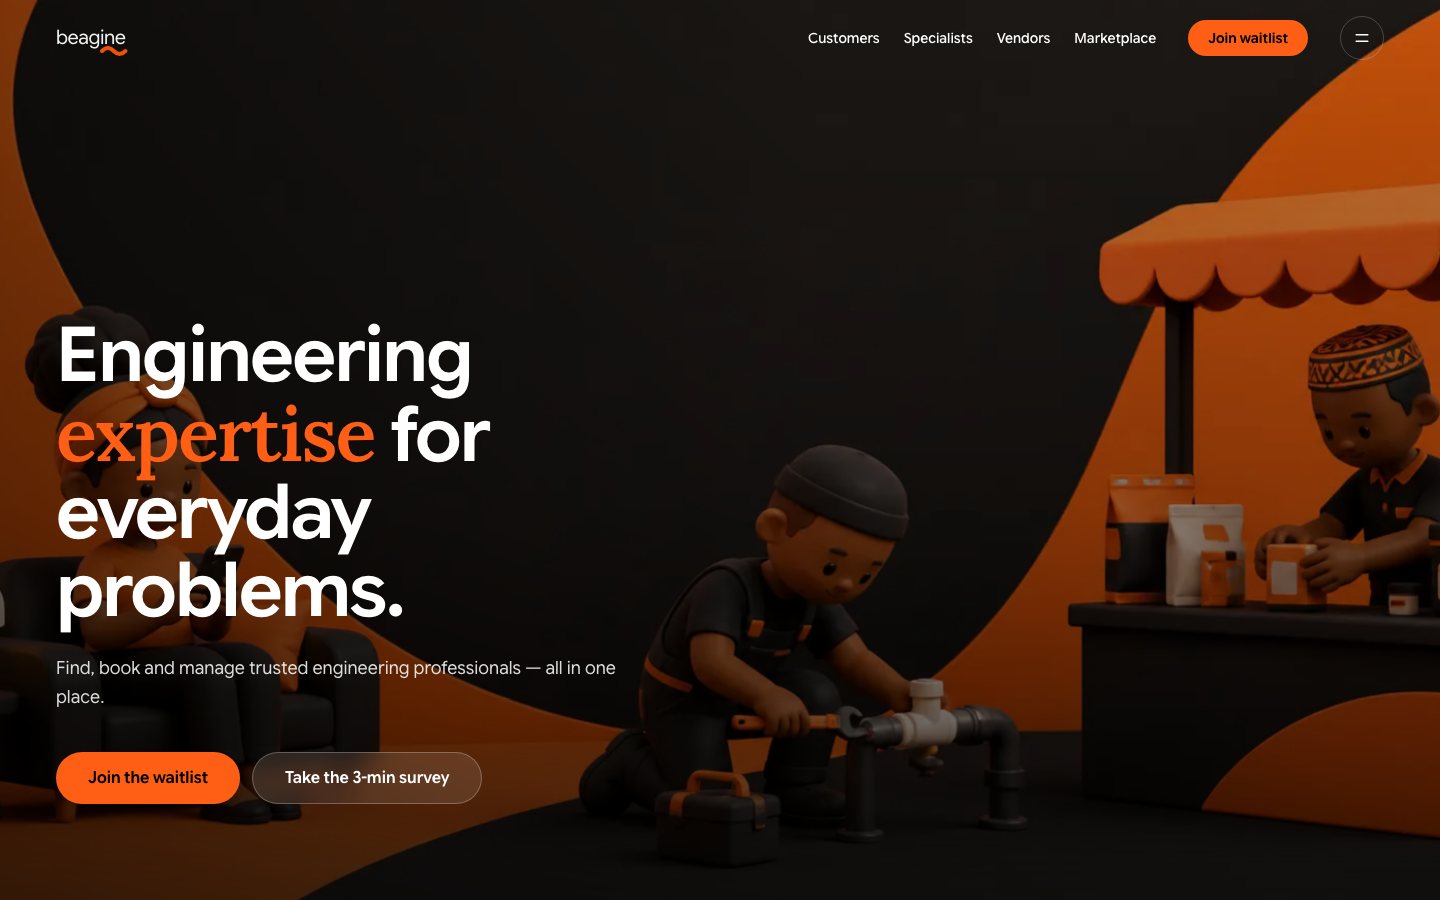 beagine
Customers Specialists Vendors Marketplace Join waitlist
Engineering
expertise for
everyday
problems.
Find, book and manage trusted engineering professionals — all in one
place.
Join the waitlist Take the 3-min survey